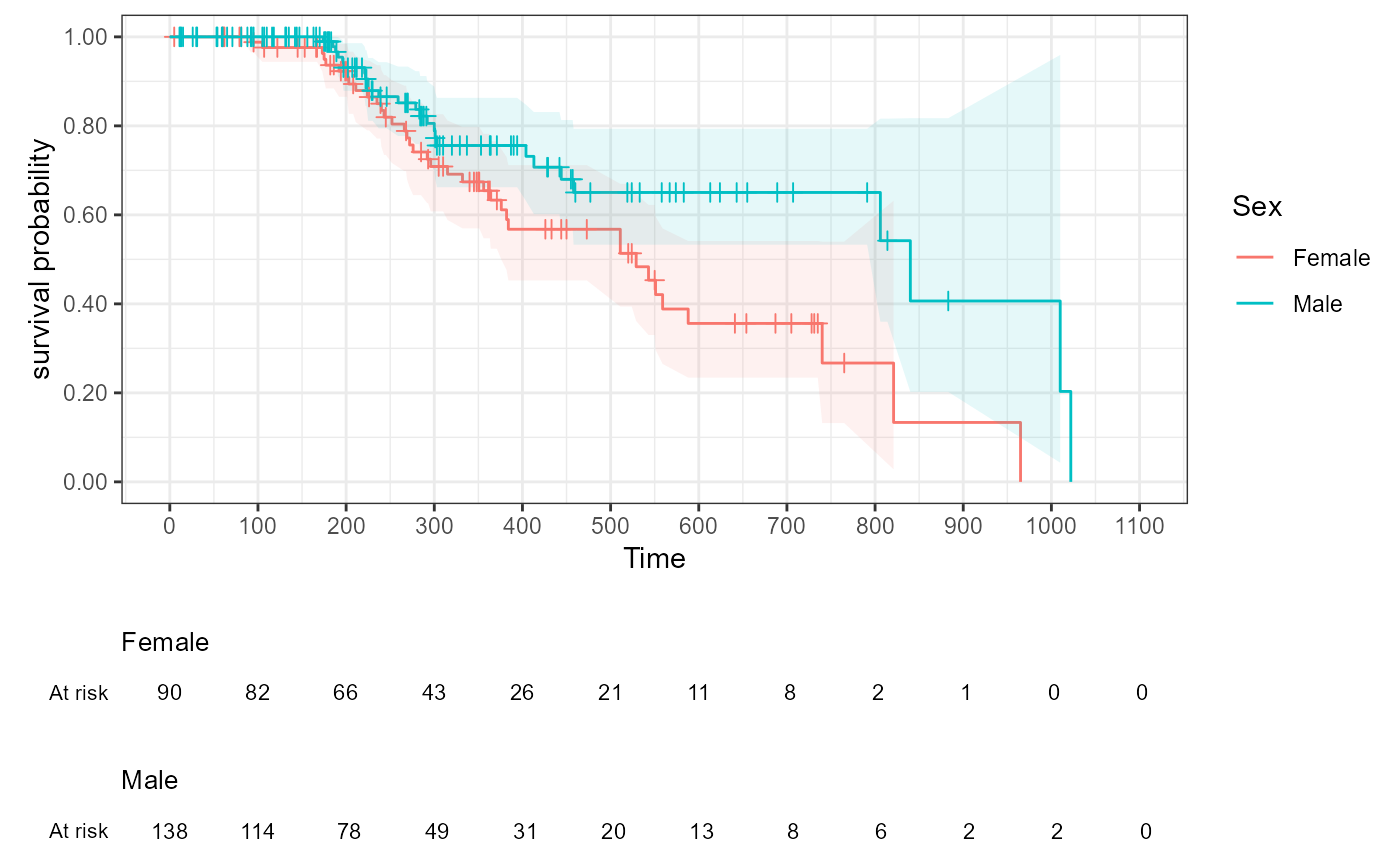 1.00
0.80
0.60
0.40
0.20
0.00
survival probability
0 100 200 300 400 500 600 700 800 900 1000 1100
Time
Sex
Female
Male
Female
At risk 90 82 66 43 26 21 11 8 2 1 0 0
Male
At risk 138 114 78 49 31 20 13 8 6 2 2 0